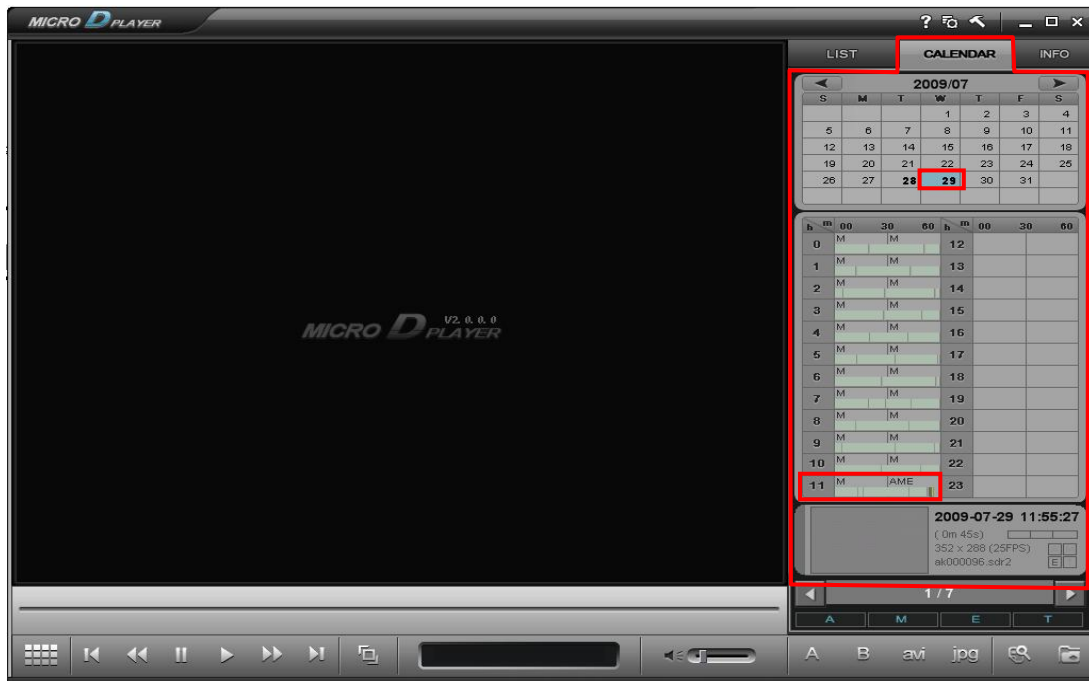 MICRO D PLAYER
?
LIST CALENDAR INFO
2009/07
S M T W T F S
1 2 3 4
5 6 7 8 9 10 11
12 13 14 15 16 17 18
19 20 21 22 23 24 25
26 27 28 29 30 31
h m 00 30 60 h m 00 30 60
0 M M 12
1 M M 13
2 M M 14
3 M M 15
4 M M 16
5 M M 17
6 M M 18
7 M M 19
8 M M 20
9 M M 21
10 M M 22
11 M AME 23
V2.0.0.0
MICRO D PLAYER
2009-07-29 11:55:27
( 0m 45s)
352 x 288 (25FPS)
ak000096.sdr2 E
1 / 7
A M E T
A B avi jpg